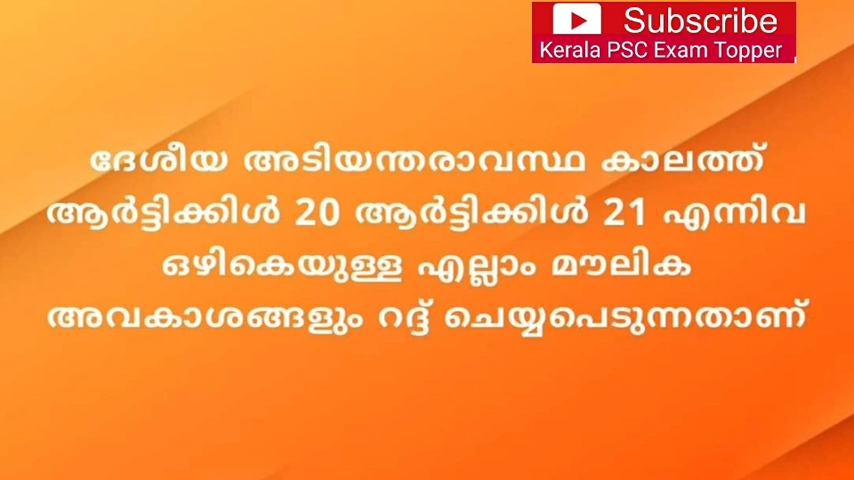 Subscribe
Kerala PSC Exam Topper
ദേശീയ അടിയന്തരാവസ്ഥ കാലത്ത്
ആർട്ടിക്കിൾ 20 ആർട്ടിക്കിൾ 21 എന്നിവ
ഒഴികെയുള്ള എല്ലാം മൗലിക
അവകാശങ്ങളും റദ്ദ് ചെയ്യപെടുന്നതാണ്